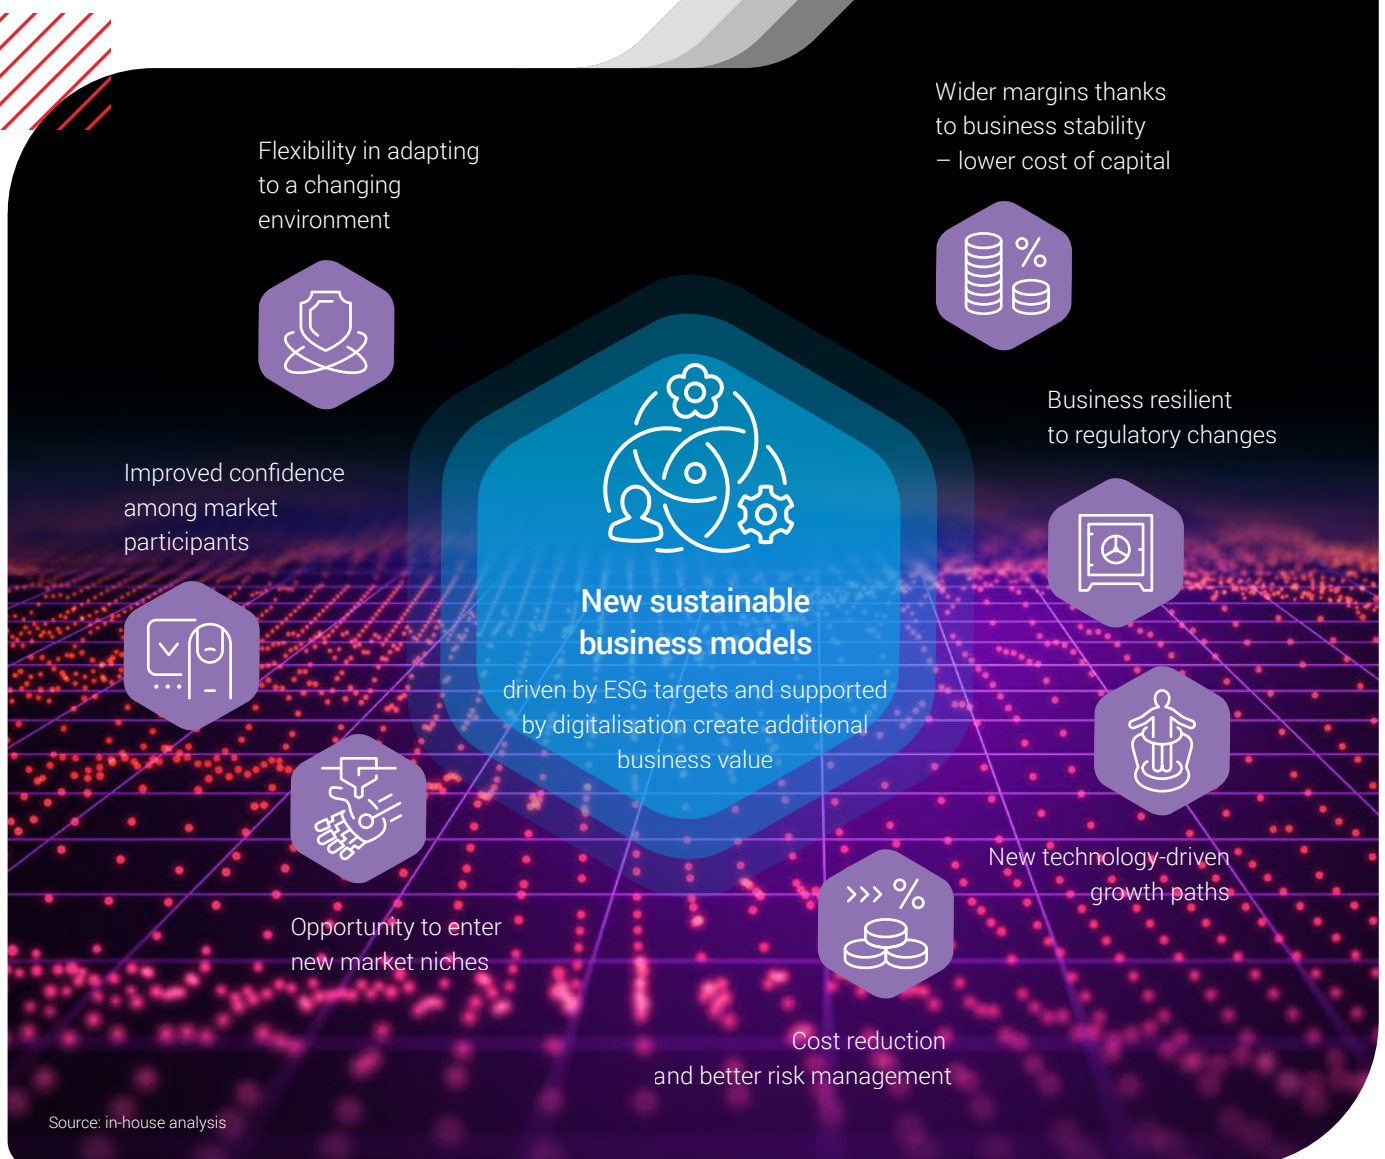 Wider margins thanks
to business stability
– lower cost of capital
Flexibility in adapting
to a changing
environment
%
Business resilient
to regulatory changes
Improved confidence
among market
participants
New sustainable
business models
driven by ESG targets and supported
by digitalisation create additional
business value
New technology-driven
growth paths
>>> %
Opportunity to enter
new market niches
Cost reduction
and better risk management
Source: in-house analysis